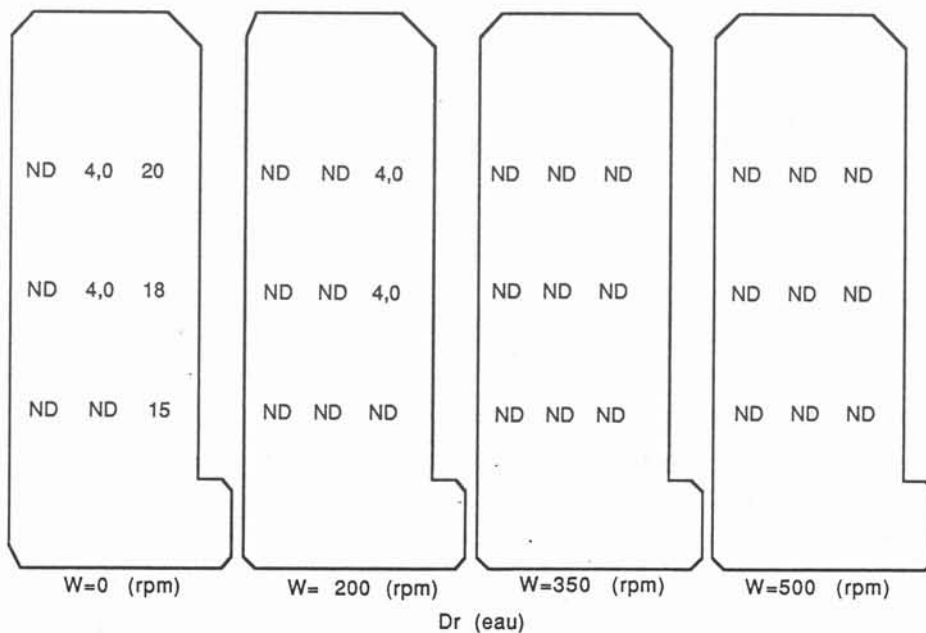 ND 4,0 20 ND ND 4,0 ND ND ND ND ND ND
ND 4,0 18 ND ND 4,0 ND ND ND ND ND ND
ND ND 15 ND ND ND ND ND ND ND ND ND
W=0 (rpm) W= 200 (rpm) W=350 (rpm) W=500 (rpm)
Dr (eau)